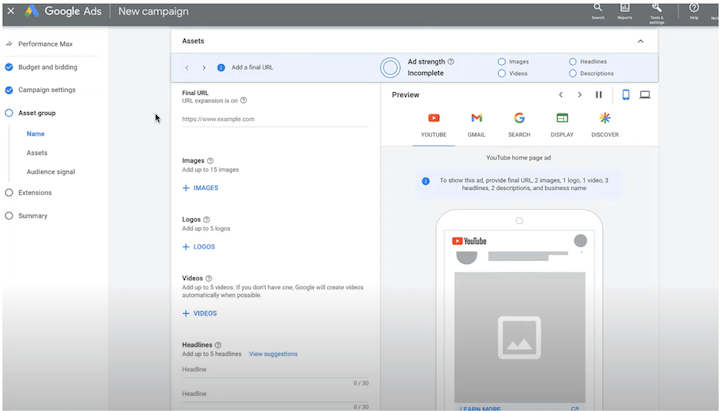 Google Ads
New campaign
Search
Reports
Tools & settings
Help
Performance Max
Budget and bidding
Campaign settings
Asset group
Name
Assets
Audience signal
Extensions
Summary
Assets
Add a final URL
Ad strength
Incomplete
Images
Videos
Headlines
Descriptions
Final URL
URL expansion is on
https://www.example.com
Images
Add up to 15 images
+ IMAGES
Logos
Add up to 5 logos
+ LOGOS
Videos
Add up to 5 videos. If you don't have one, Google will create videos
automatically when possible.
+ VIDEOS
Headlines
Add up to 5 headlines View suggestions
Headline
0 / 30
Headline
0 / 30
Preview
YOUTUBE
GMAIL
SEARCH
DISPLAY
DISCOVER
YouTube home page ad
To show this ad, provide final URL, 2 images, 1 logo, 1 video, 3
headlines, 2 descriptions, and business name
YouTube
LEARN MORE